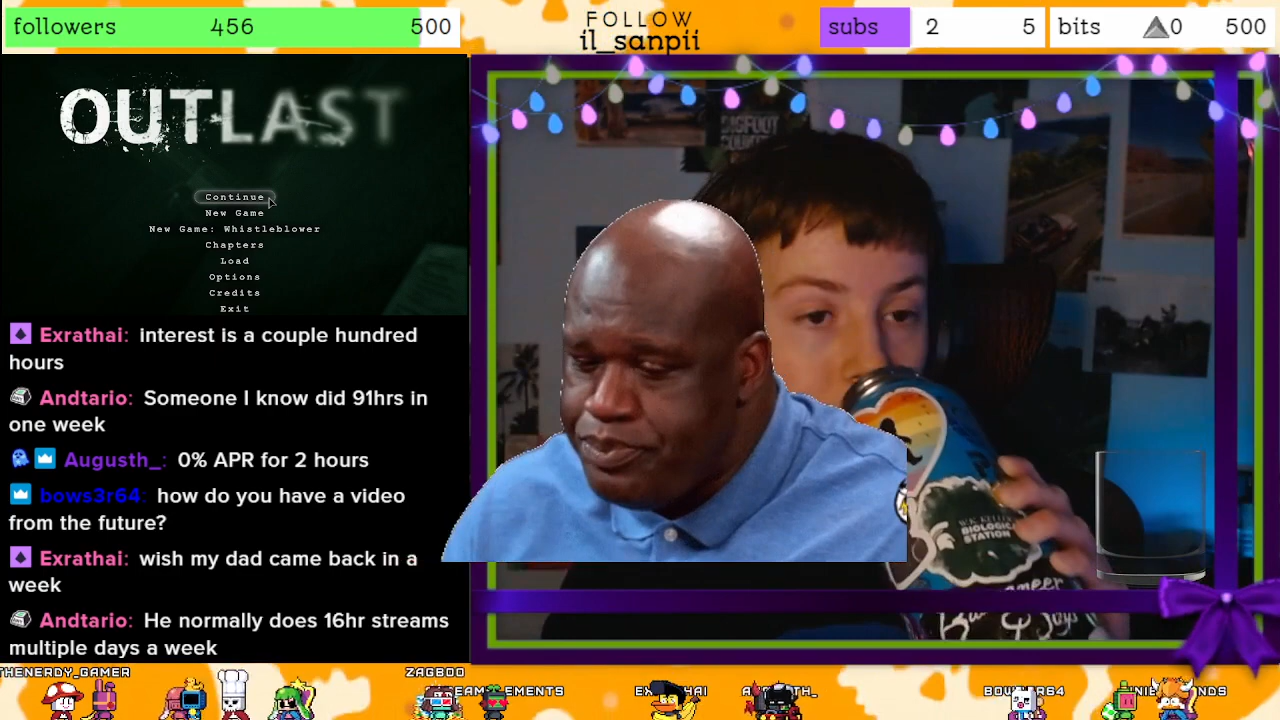 followers 456 500
FOLLOW
il_sanpii
subs 2 5
bits 0 500
OUTLAST
Continue
New Game
New Game: Whistleblower
Chapters
Load
Options
Credits
Exit
BIGFOOT
Exrathai: interest is a couple hundred
hours
Andtario: Someone I know did 91hrs in
one week
Augusth_: 0% APR for 2 hours
bows3r64: how do you have a video
from the future?
Exrathai: wish my dad came back in a
week
Andtario: He normally does 16hr streams
multiple days a week
BIOLOGICAL
STATION
THENERDY_GAMER
ZAGBOO